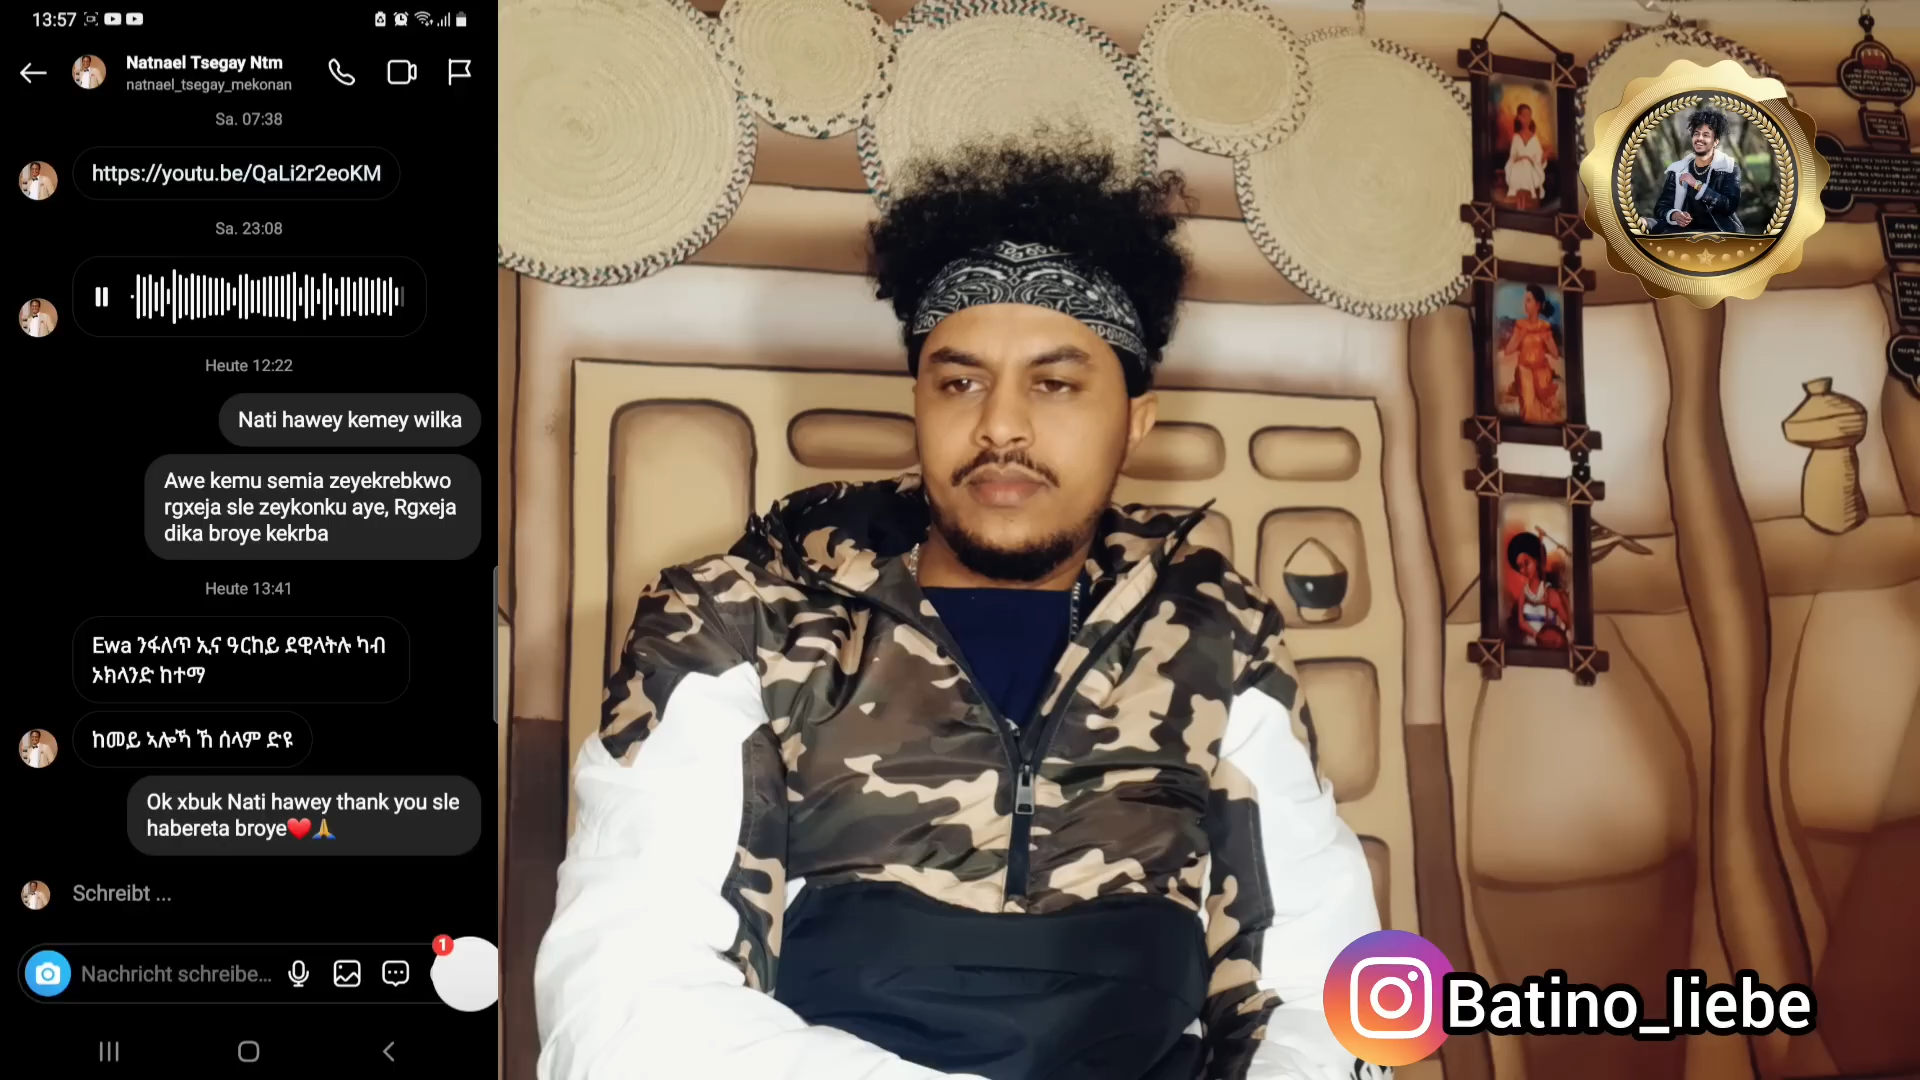 13:57
Natnael Tsegay Ntm
natnael_tsegay_mekonan
Sa. 07:38
https://youtu.be/QaLi2r2eoKM
Sa. 23:08
Heute 12:22
Nati hawey kemey wilka
Awe kemu semia zeyekrebkwo
rgxeja sle zeykonku aye, Rgxeja
dika broye kekrba
Heute 13:41
Ewa ንፋለጥ ኢና ዓርከይ ደዊላትሉ ካብ
ኦክላንድ ከተማ
ከመይ ኣሎኻ ኸ ሰላም ድዩ
Ok xbuk Nati hawey thank you sle
habereta broye❤️🙏
Schreibt ...
1
Nachricht schreibe...
Batino_liebe